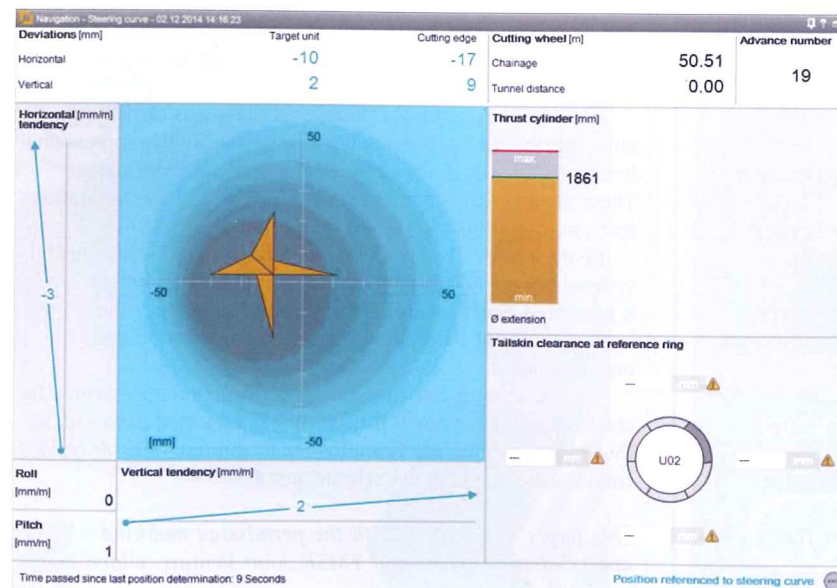 Navigation - Steering curve - 02.12.2014 14:16:23
Deviations [mm] Target unit Cutting edge
Horizontal -10 -17
Vertical 2 9
Cutting wheel [m]
Chainage 50.51
Tunnel distance 0.00
Advance number
19
Horizontal [mm/m]
tendency
-3
50
-50 50
[mm] -50
Thrust cylinder [mm]
max.
1861
min.
Ø extension
Tailskin clearance at reference ring
--- mm
--- mm U02 --- mm
--- mm
Roll
[mm/m] 0
Pitch
[mm/m] 1
Vertical tendency [mm/m]
2
Time passed since last position determination: 9 Seconds
Position referenced to steering curve